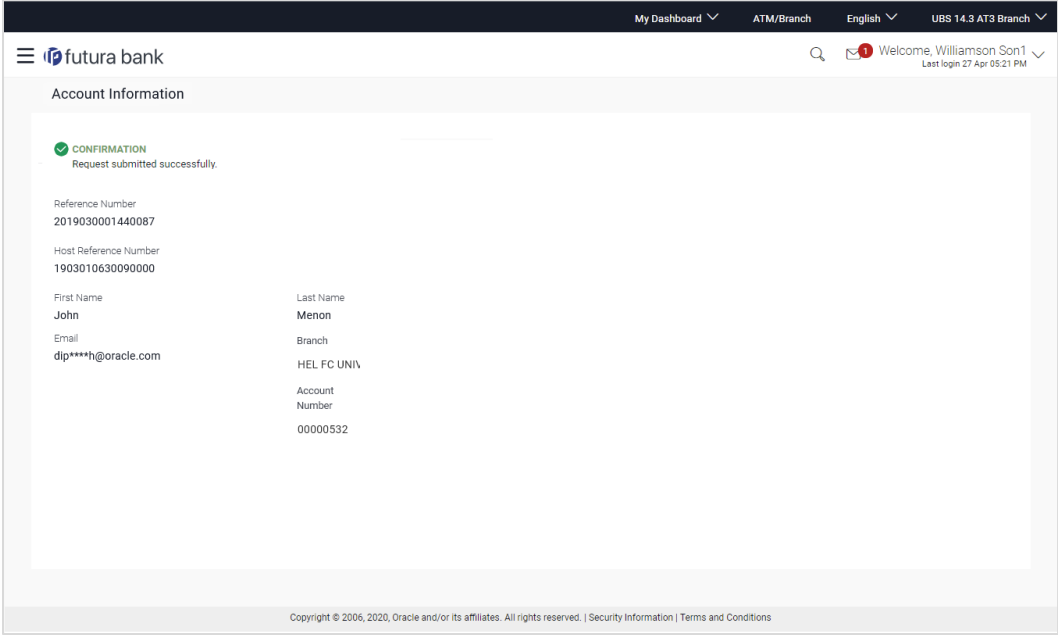 My Dashboard ATM/Branch English UBS 14.3 AT3 Branch
futura bank
1 Welcome, Williamson Son1
Last login 27 Apr 05:21 PM
Account Information
CONFIRMATION
Request submitted successfully.
Reference Number
2019030001440087
Host Reference Number
1903010630090000
First Name Last Name
John Menon
Email
dip****h@oracle.com
Branch
HEL FC UNIV
Account
Number
00000532
Copyright © 2006, 2020, Oracle and/or its affiliates. All rights reserved. | Security Information | Terms and Conditions